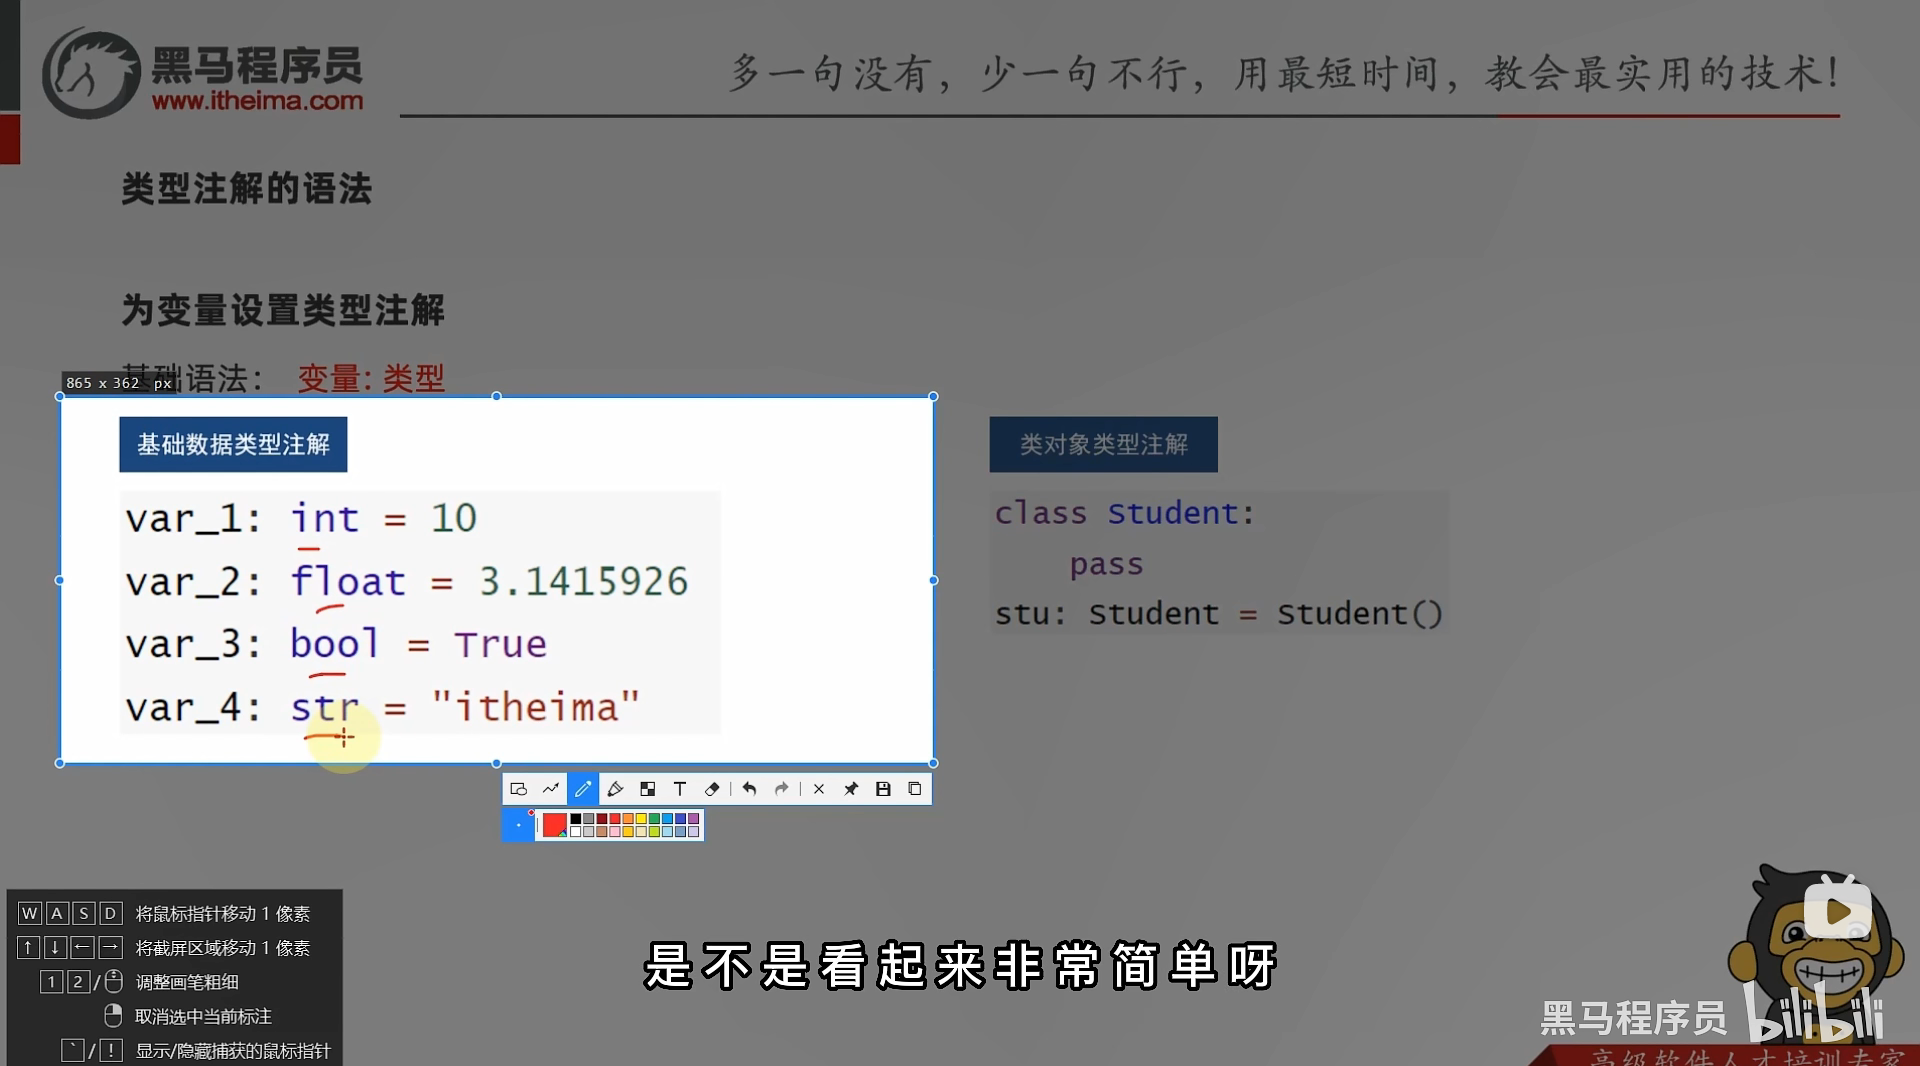 黑马程序员
www.itheima.com
多一句没有，少一句不行，用最短时间，教会最实用的技术！
类型注解的语法
为变量设置类型注解
基础语法： 变量: 类型
865 x 362 px
基础数据类型注解
var_1: int = 10
var_2: float = 3.1415926
var_3: bool = True
var_4: str = "itheima"
类对象类型注解
class Student:
    pass
stu: Student = Student()
T
W A S D 将鼠标指针移动 1 像素
↑ ↓ ← → 将截屏区域移动 1 像素
1 2 / 调整画笔粗细
取消选中当前标注
` / ! 显示/隐藏捕获的鼠标指针
是不是看起来非常简单呀
黑马程序员 bilibili
高级软件人才培训专家